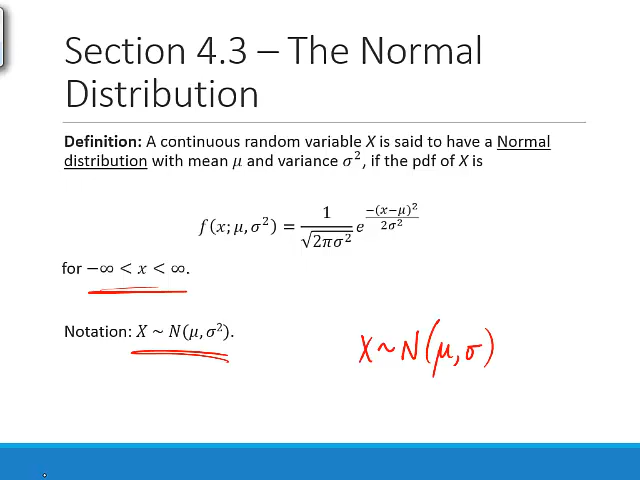 Section 4.3 – The Normal
Distribution
Definition: A continuous random variable X is said to have a Normal
distribution with mean μ and variance σ², if the pdf of X is
f(x; μ, σ²) = 1/√(2πσ²) e^(−(x−μ)²/2σ²)
for −∞ < x < ∞.
Notation: X ~ N(μ, σ²).
X ~ N(μ, σ)